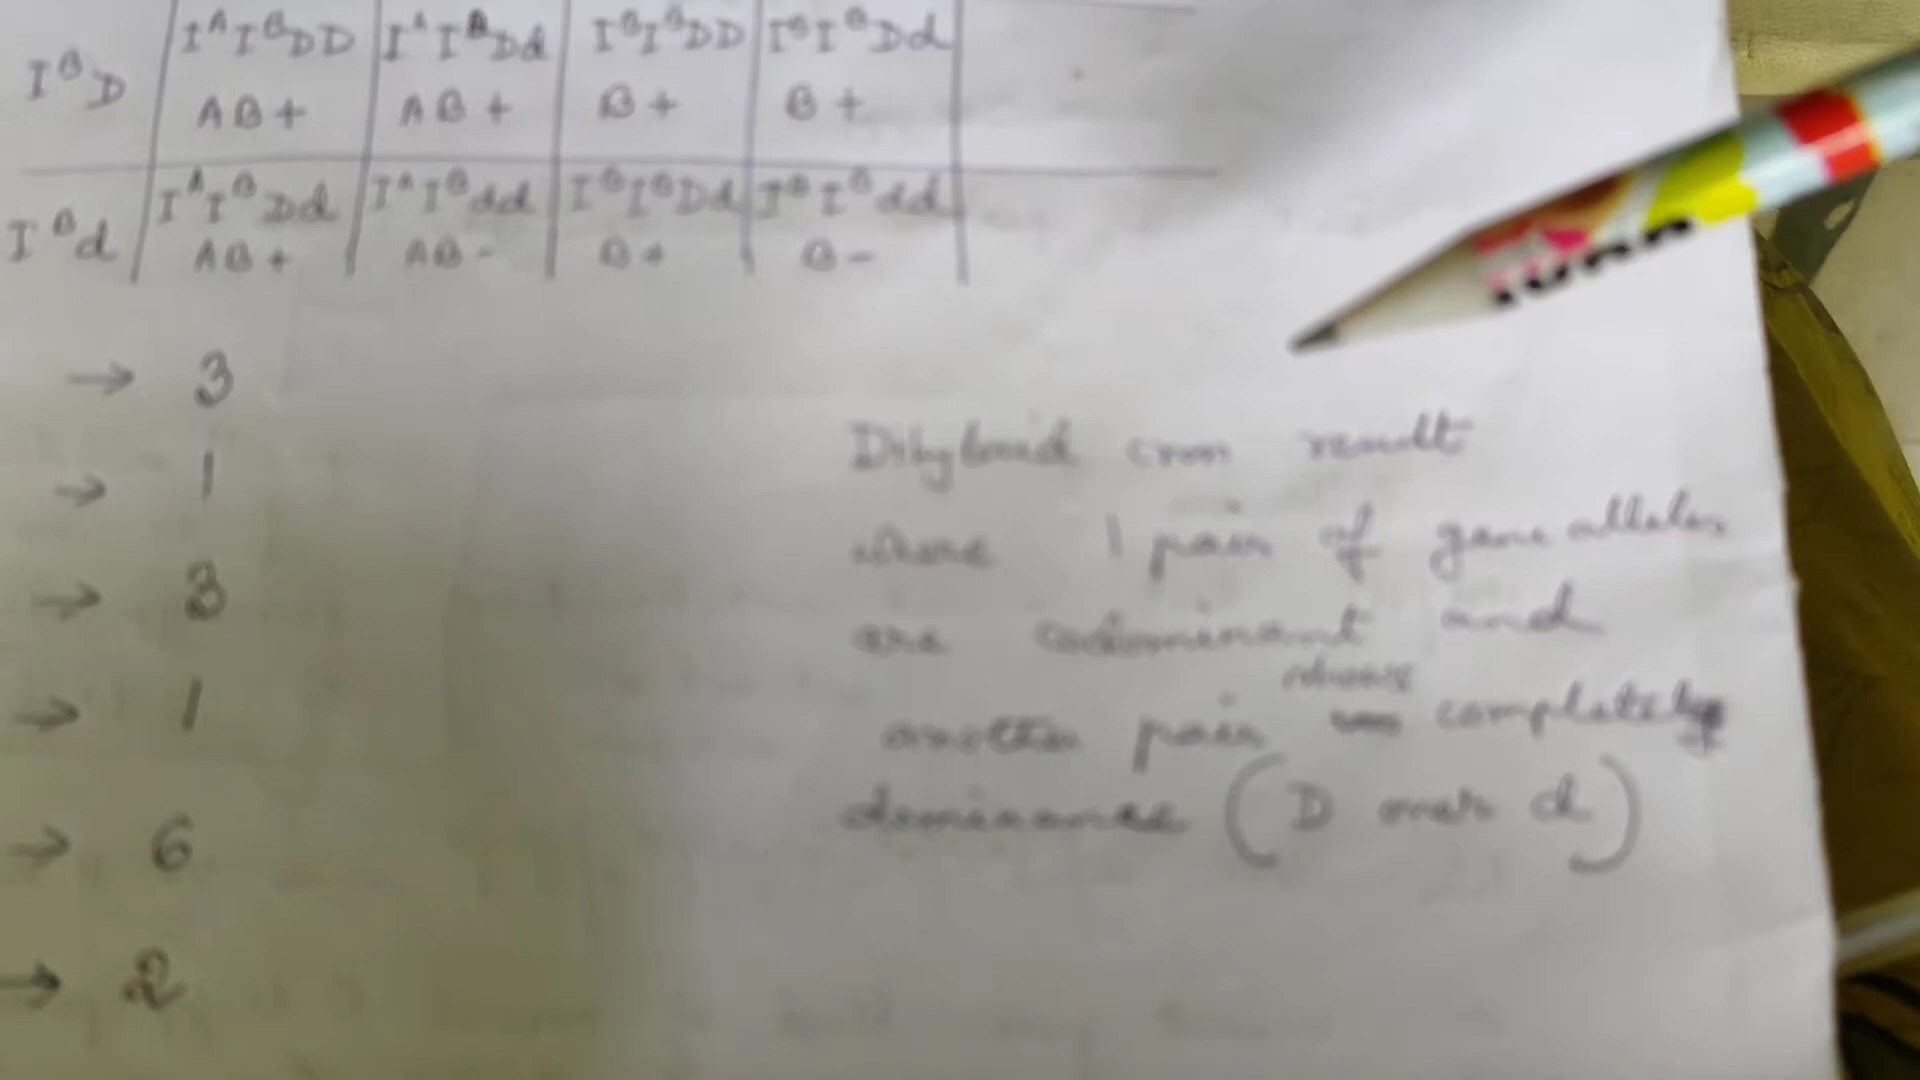 I^B D | I^A I^B DD | I^A I^B Dd | I^B I^B DD | I^B I^B Dd
AB + | AB + | B + | B +
I^B d | I^A I^B Dd | I^A I^B dd | I^B I^B Dd | I^B I^B dd
AB + | AB - | B + | B -
→ 3
→ 1
→ 3
→ 1
→ 6
→ 2
Dihybrid cross result
where 1 pair of gene alleles
are codominant and
shows
another pair completely
dominance (D over d)